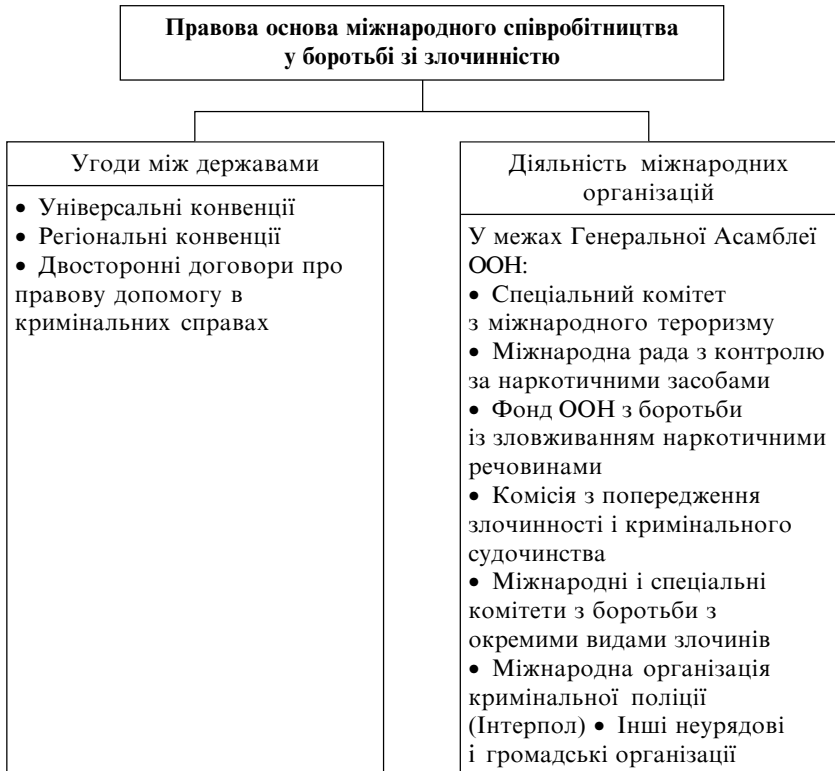 Правова основа міжнародного співробітництва
у боротьбі зі злочинністю
Угоди між державами
• Універсальні конвенції
• Регіональні конвенції
• Двосторонні договори про
правову допомогу в
кримінальних справах
Діяльність міжнародних
організацій
У межах Генеральної Асамблеї
ООН:
• Спеціальний комітет
з міжнародного тероризму
• Міжнародна рада з контролю
за наркотичними засобами
• Фонд ООН з боротьби
із зловживанням наркотичними
речовинами
• Комісія з попередження
злочинності і кримінального
судочинства
• Міжнародні і спеціальні
комітети з боротьби з
окремими видами злочинів
• Міжнародна організація
кримінальної поліції
(Інтерпол) • Інші неурядові
і громадські організації